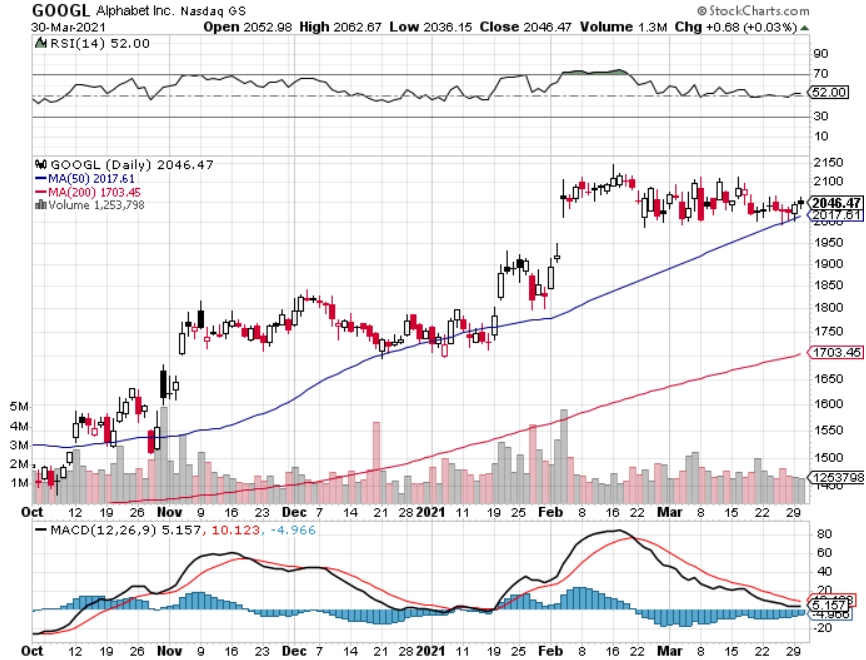 GOOGL Alphabet Inc. Nasdaq GS © StockCharts.com
30-Mar-2021 Open 2052.98 High 2062.67 Low 2036.15 Close 2046.47 Volume 1.3M Chg +0.68 (+0.03%)
RSI(14) 52.00
90
70
52.00
30
10
GOOGL (Daily) 2046.47
MA(50) 2017.61
MA(200) 1703.45
Volume 1,253,798
2150
2100
2046.47
2017.61
1950
1900
1850
1800
1750
1703.45
1650
1600
1550
1500
1253798
5M
4M
3M
2M
1M
Oct 12 19 26 Nov 9 16 23 Dec 7 14 21 28 2021 11 19 25 Feb 8 16 22 Mar 8 15 22 29
MACD(12,26,9) 5.157, 10.123, -4.966
80
60
40
20
5.157
-4.966
-20
Oct 12 19 26 Nov 9 16 23 Dec 7 14 21 28 2021 11 19 25 Feb 8 16 22 Mar 8 15 22 29